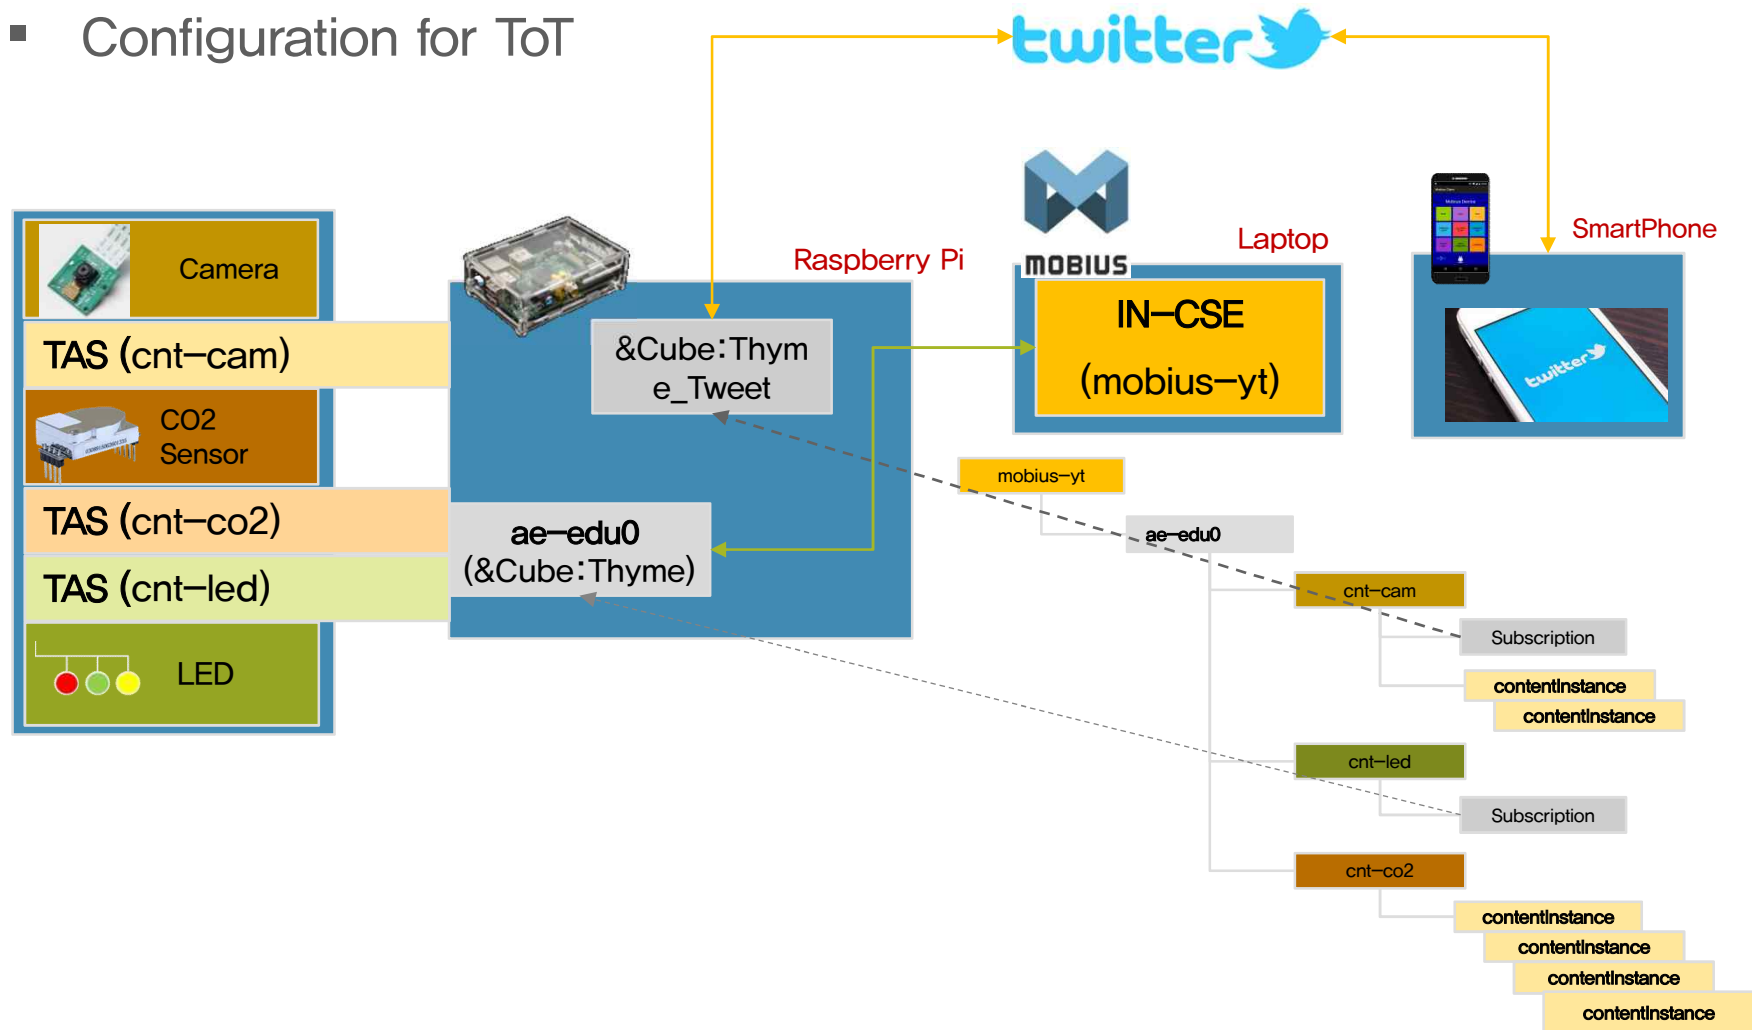 Configuration for ToT
twitter
MOBIUS
Raspberry Pi
Laptop
SmartPhone
Camera
TAS (cnt-cam)
CO2
Sensor
TAS (cnt-co2)
TAS (cnt-led)
LED
&Cube:Thym
e_Tweet
ae-edu0
(&Cube:Thyme)
IN-CSE
(mobius-yt)
twitter
mobius-yt
ae-edu0
cnt-cam
Subscription
contentInstance
contentInstance
cnt-led
Subscription
cnt-co2
contentInstance
contentInstance
contentInstance
contentInstance